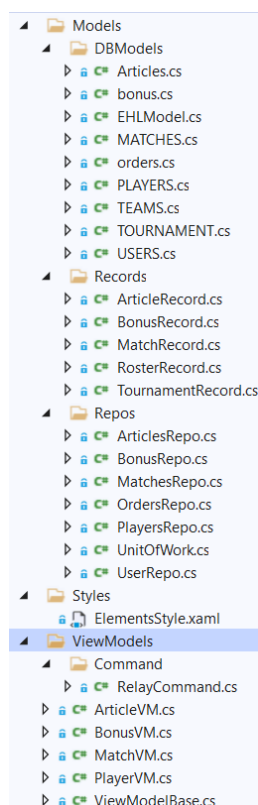 Models
DBModels
C# Articles.cs
C# bonus.cs
C# EHLModel.cs
C# MATCHES.cs
C# orders.cs
C# PLAYERS.cs
C# TEAMS.cs
C# TOURNAMENT.cs
C# USERS.cs
Records
C# ArticleRecord.cs
C# BonusRecord.cs
C# MatchRecord.cs
C# RosterRecord.cs
C# TournamentRecord.cs
Repos
C# ArticlesRepo.cs
C# BonusRepo.cs
C# MatchesRepo.cs
C# OrdersRepo.cs
C# PlayersRepo.cs
C# UnitOfWork.cs
C# UserRepo.cs
Styles
ElementsStyle.xaml
ViewModels
Command
C# RelayCommand.cs
C# ArticleVM.cs
C# BonusVM.cs
C# MatchVM.cs
C# PlayerVM.cs
C# ViewModelBase.cs